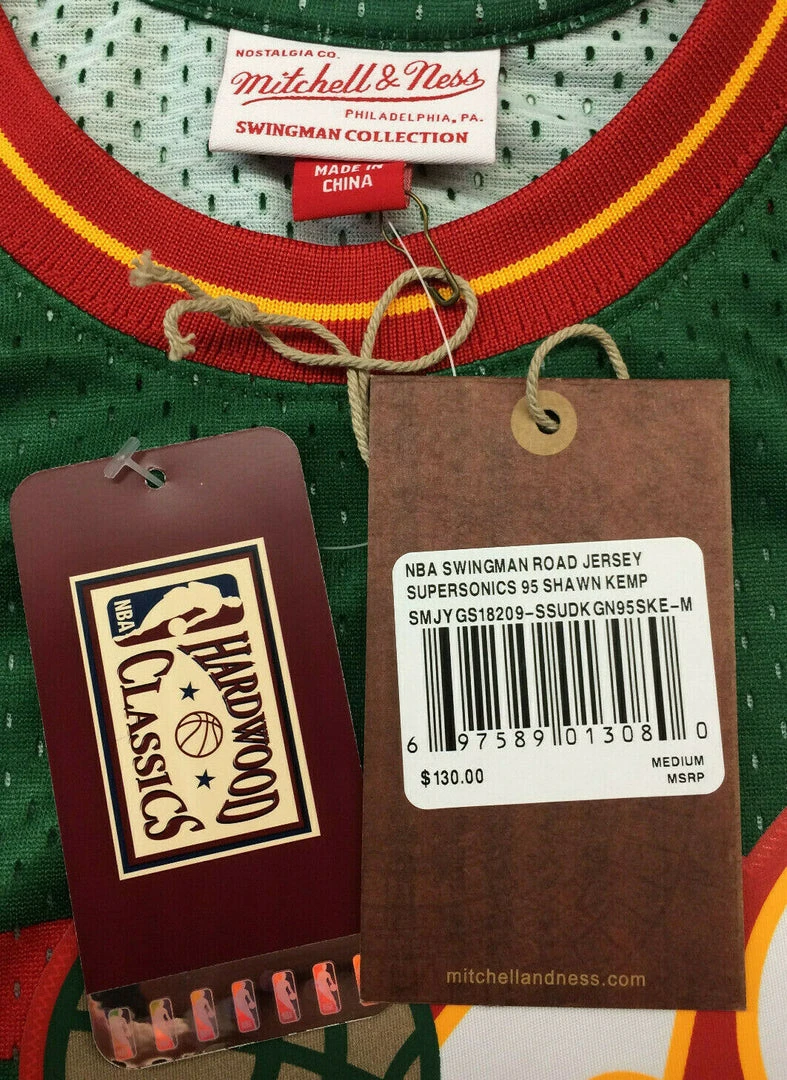 NOSTALGIA CO.
Mitchell & Ness
PHILADELPHIA, PA.
SWINGMAN COLLECTION
MADE IN
CHINA
NBA
HARDWOOD
CLASSICS
NBA SWINGMAN ROAD JERSEY
SUPERSONICS 95 SHAWN KEMP
SMJYGS18209-SSUDKGN95SKE-M
6 97589 01308 0
$130.00
MEDIUM
MSRP
mitchellandness.com